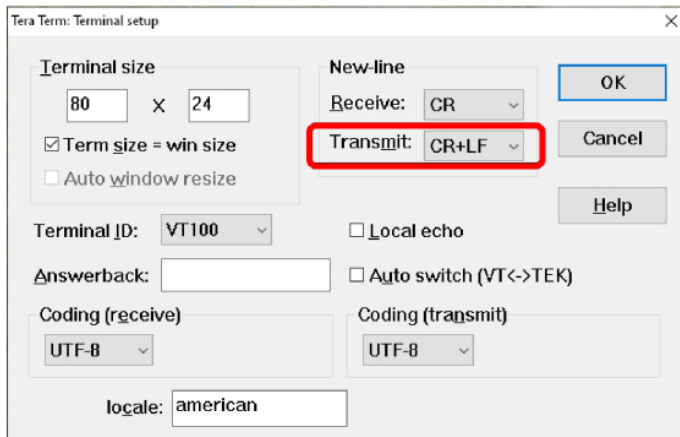 Tera Term: Terminal setup
Terminal size
80 X 24
Term size = win size
Auto window resize
New-line
Receive: CR
Transmit: CR+LF
OK
Cancel
Help
Terminal ID: VT100
Local echo
Answerback:
Auto switch (VT<->TEK)
Coding (receive)
UTF-8
Coding (transmit)
UTF-8
locale: american